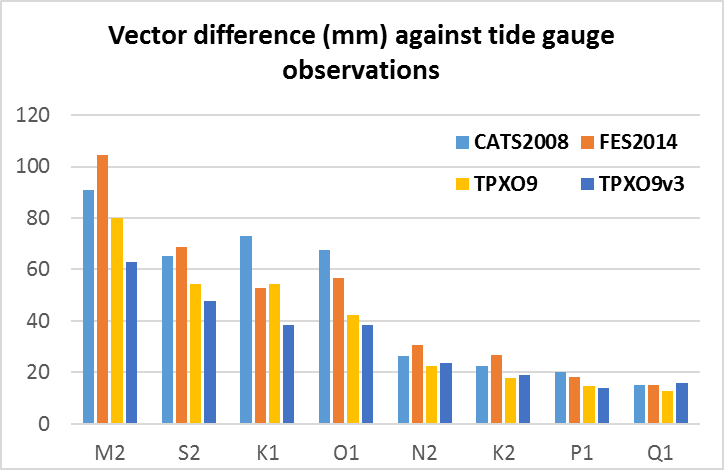 Vector difference (mm) against tide gauge
observations
120
100
80
60
40
20
0
CATS2008 FES2014
TPXO9 TPXO9v3
M2 S2 K1 O1 N2 K2 P1 Q1